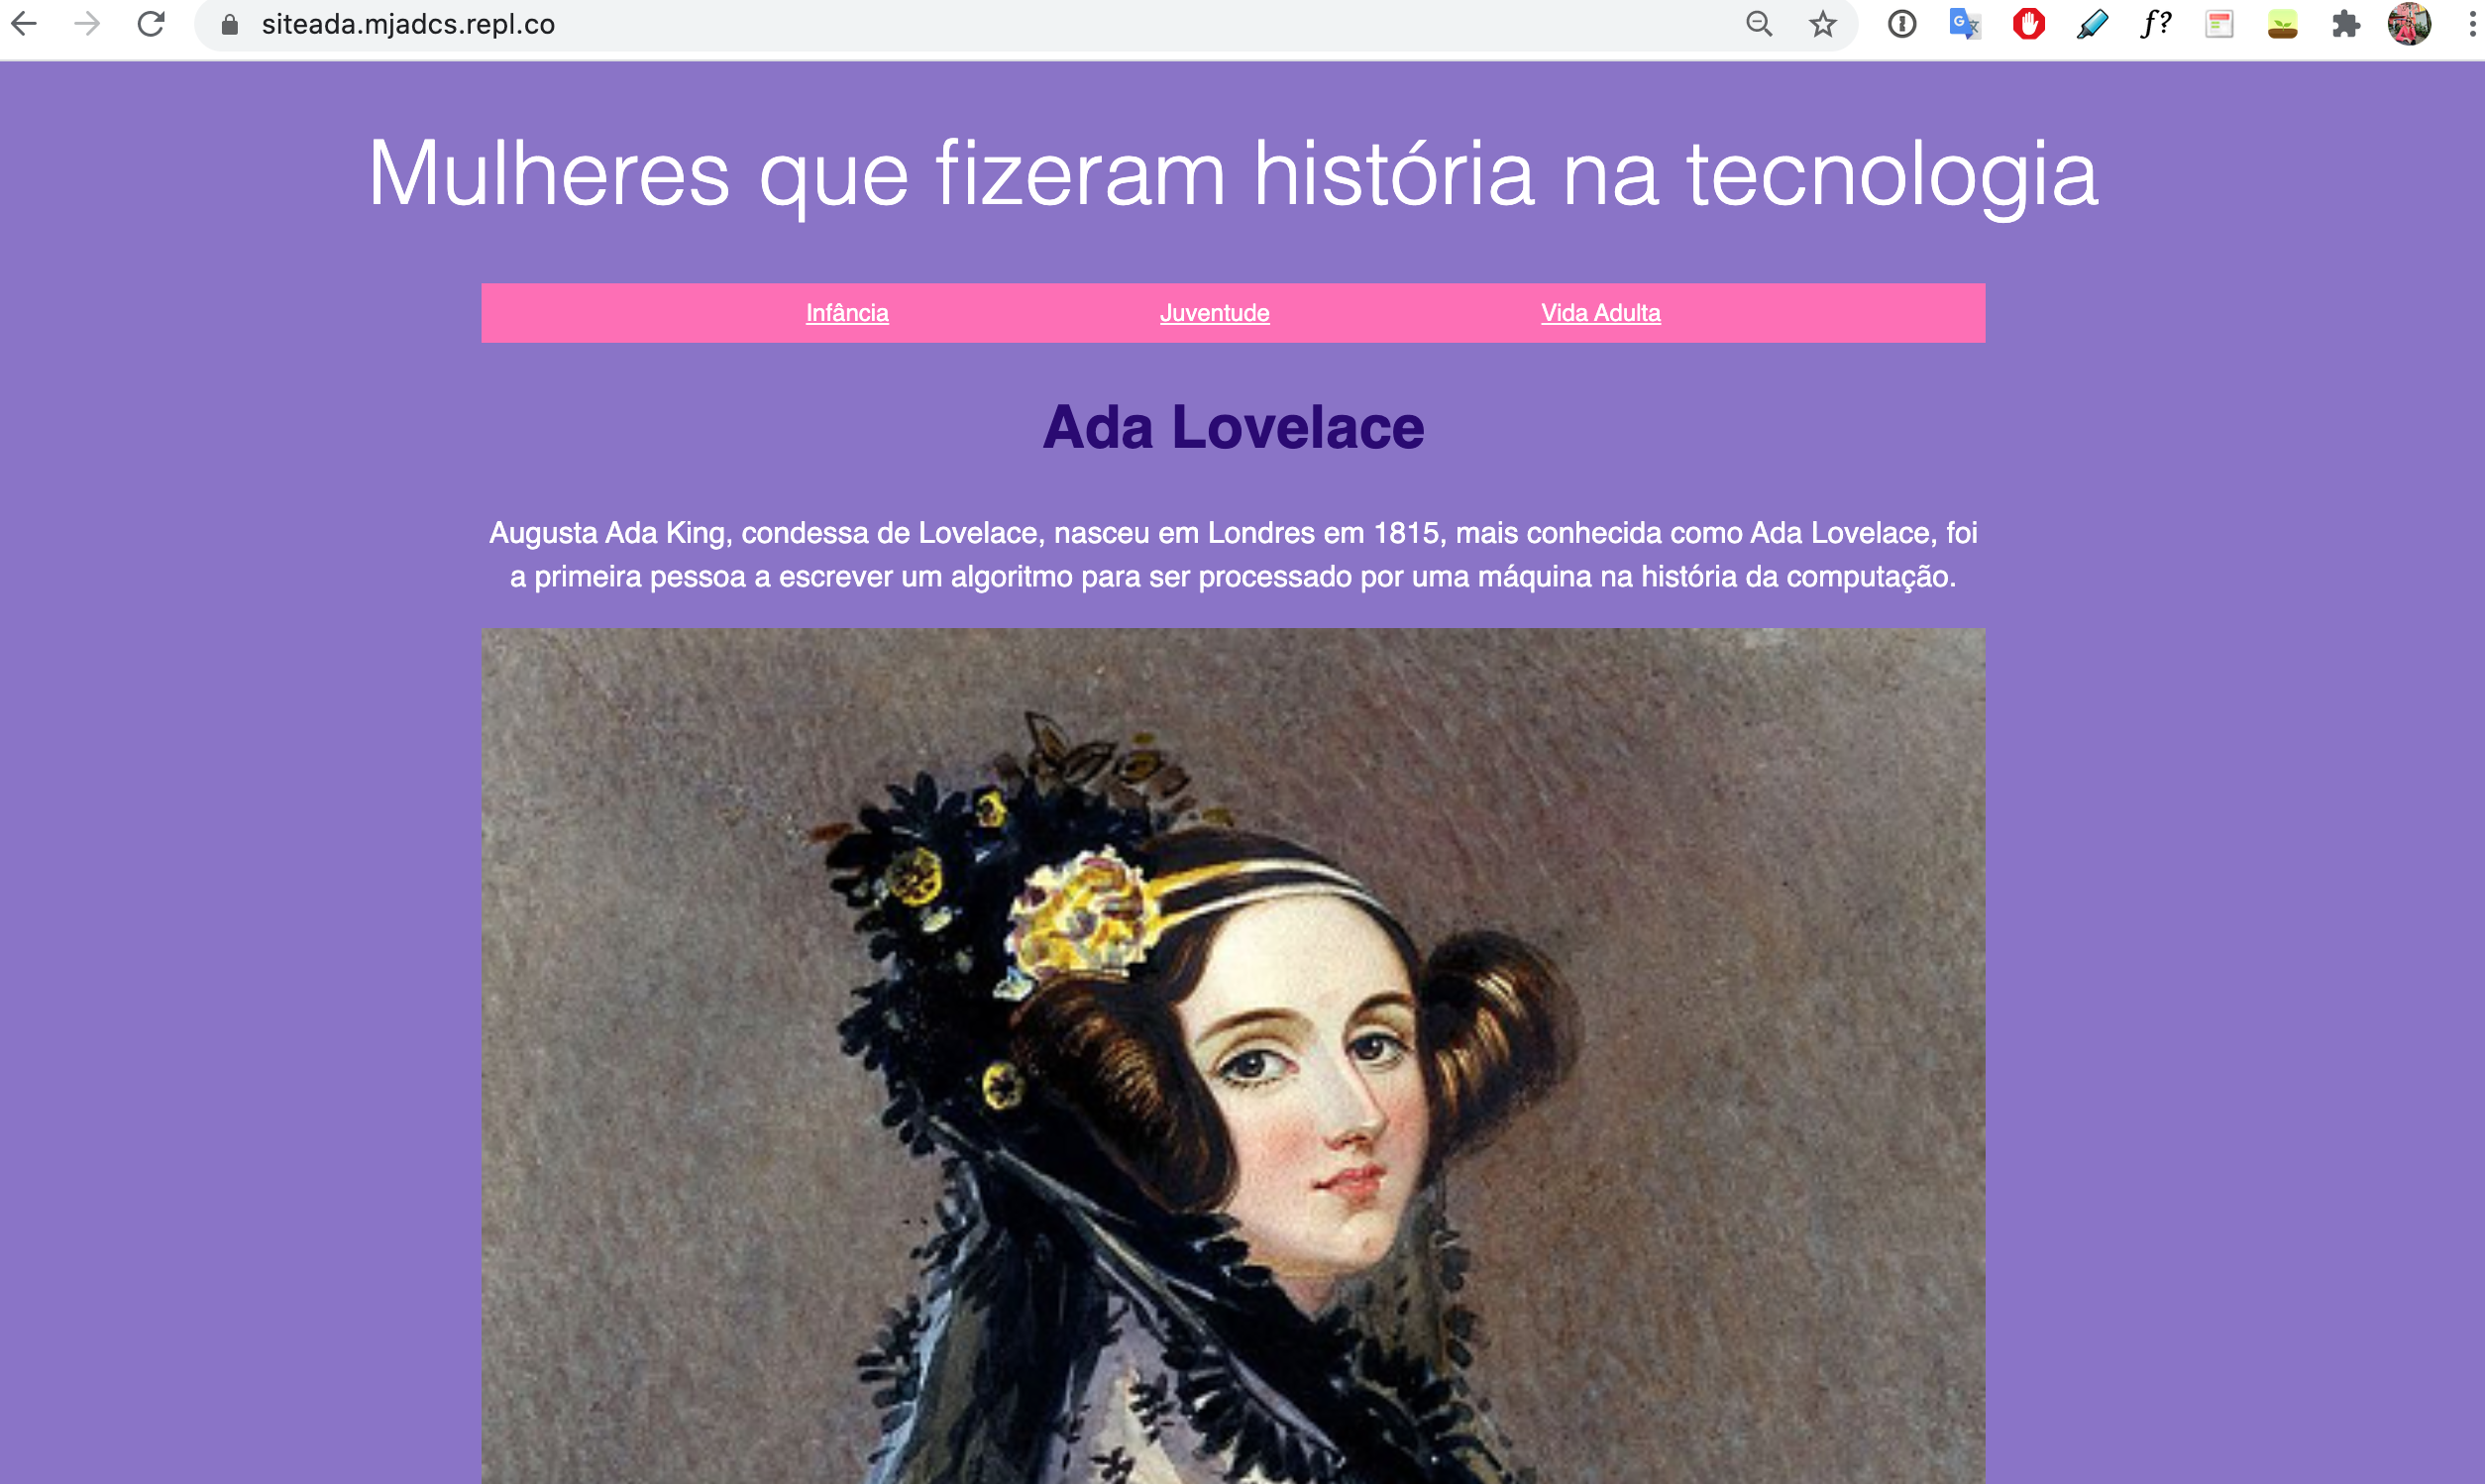 siteada.mjadcs.repl.co
f?
Mulheres que fizeram história na tecnologia
Infância Juventude Vida Adulta
Ada Lovelace
Augusta Ada King, condessa de Lovelace, nasceu em Londres em 1815, mais conhecida como Ada Lovelace, foi
a primeira pessoa a escrever um algoritmo para ser processado por uma máquina na história da computação.